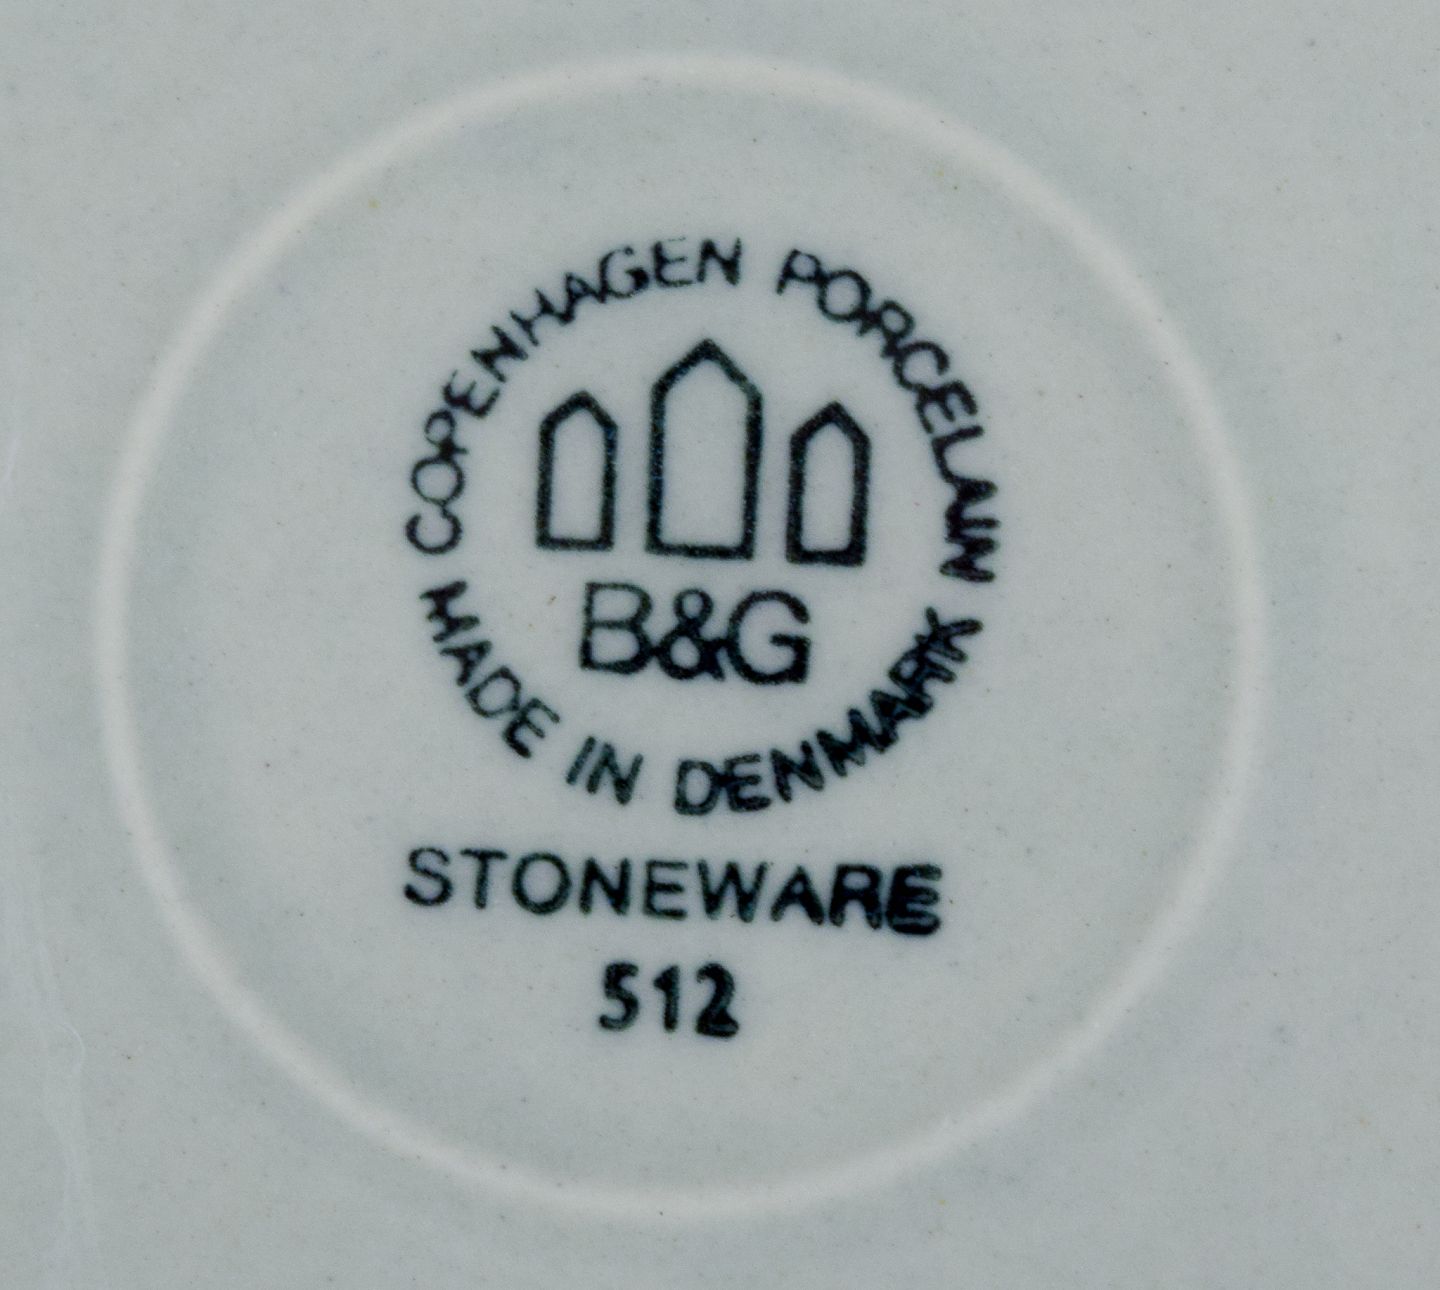 COPENHAGEN PORCELAIN
B&G
MADE IN DENMARK
STONEWARE
512